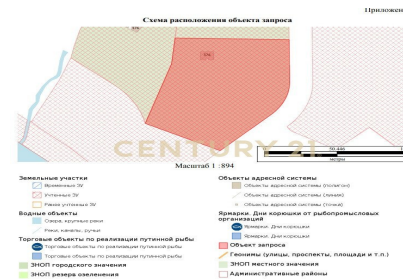 Приложен
Схема расположения объекта запроса
CENTURY 21
Масштаб 1 :894
50.446
метры
Земельные участки
Временные ЗУ
Учтенные ЗУ
Ранее учтенные ЗУ
Водные объекты
Озера, крупные реки
Реки, каналы, ручьи
Торговые объекты по реализации путинной рыбы
Торговые объекты по реализации путинной рыбы
Торговые объекты по реализации путинной рыбы
ЗНОП городского значения
ЗНОП резерв озеленения
Объекты адресной системы
Объекты адресной системы (полигон)
Объекты адресной системы (линия)
Объекты адресной системы (точка)
Ярмарки. Дни корюшки от рыбопромысловых
организаций
Ярмарки. Дни корюшки
Ярмарки. Дни корюшки
Объект запроса
Геонимы (улицы, проспекты, площади и т.п.)
ЗНОП местного значения
Административные районы